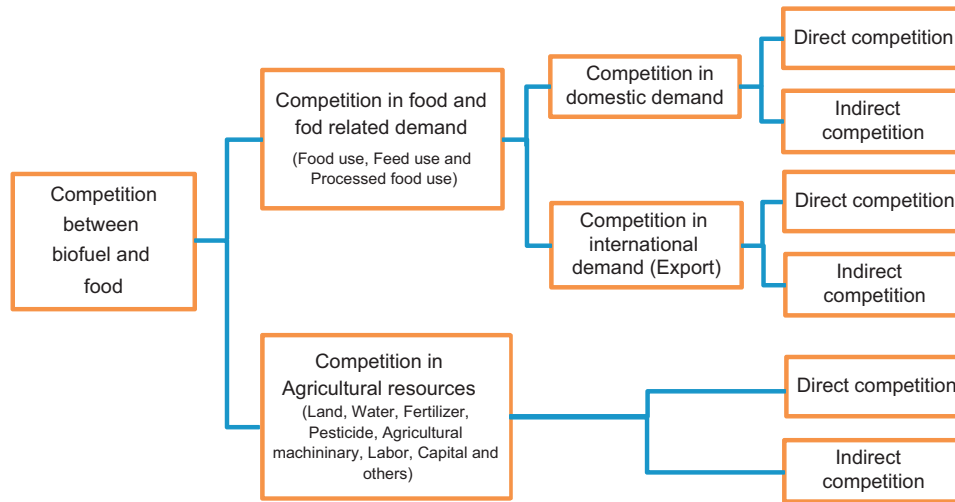 Competition
between
biofuel and
food
Competition in food and
fod related demand
(Food use, Feed use and
Processed food use)
Competition in
domestic demand
Direct competition
Indirect
competition
Competition in
international
demand (Export)
Direct competition
Indirect
competition
Competition in
Agricultural resources
(Land, Water, Fertilizer,
Pesticide, Agricultural
machininary, Labor, Capital and
others)
Direct competition
Indirect
competition